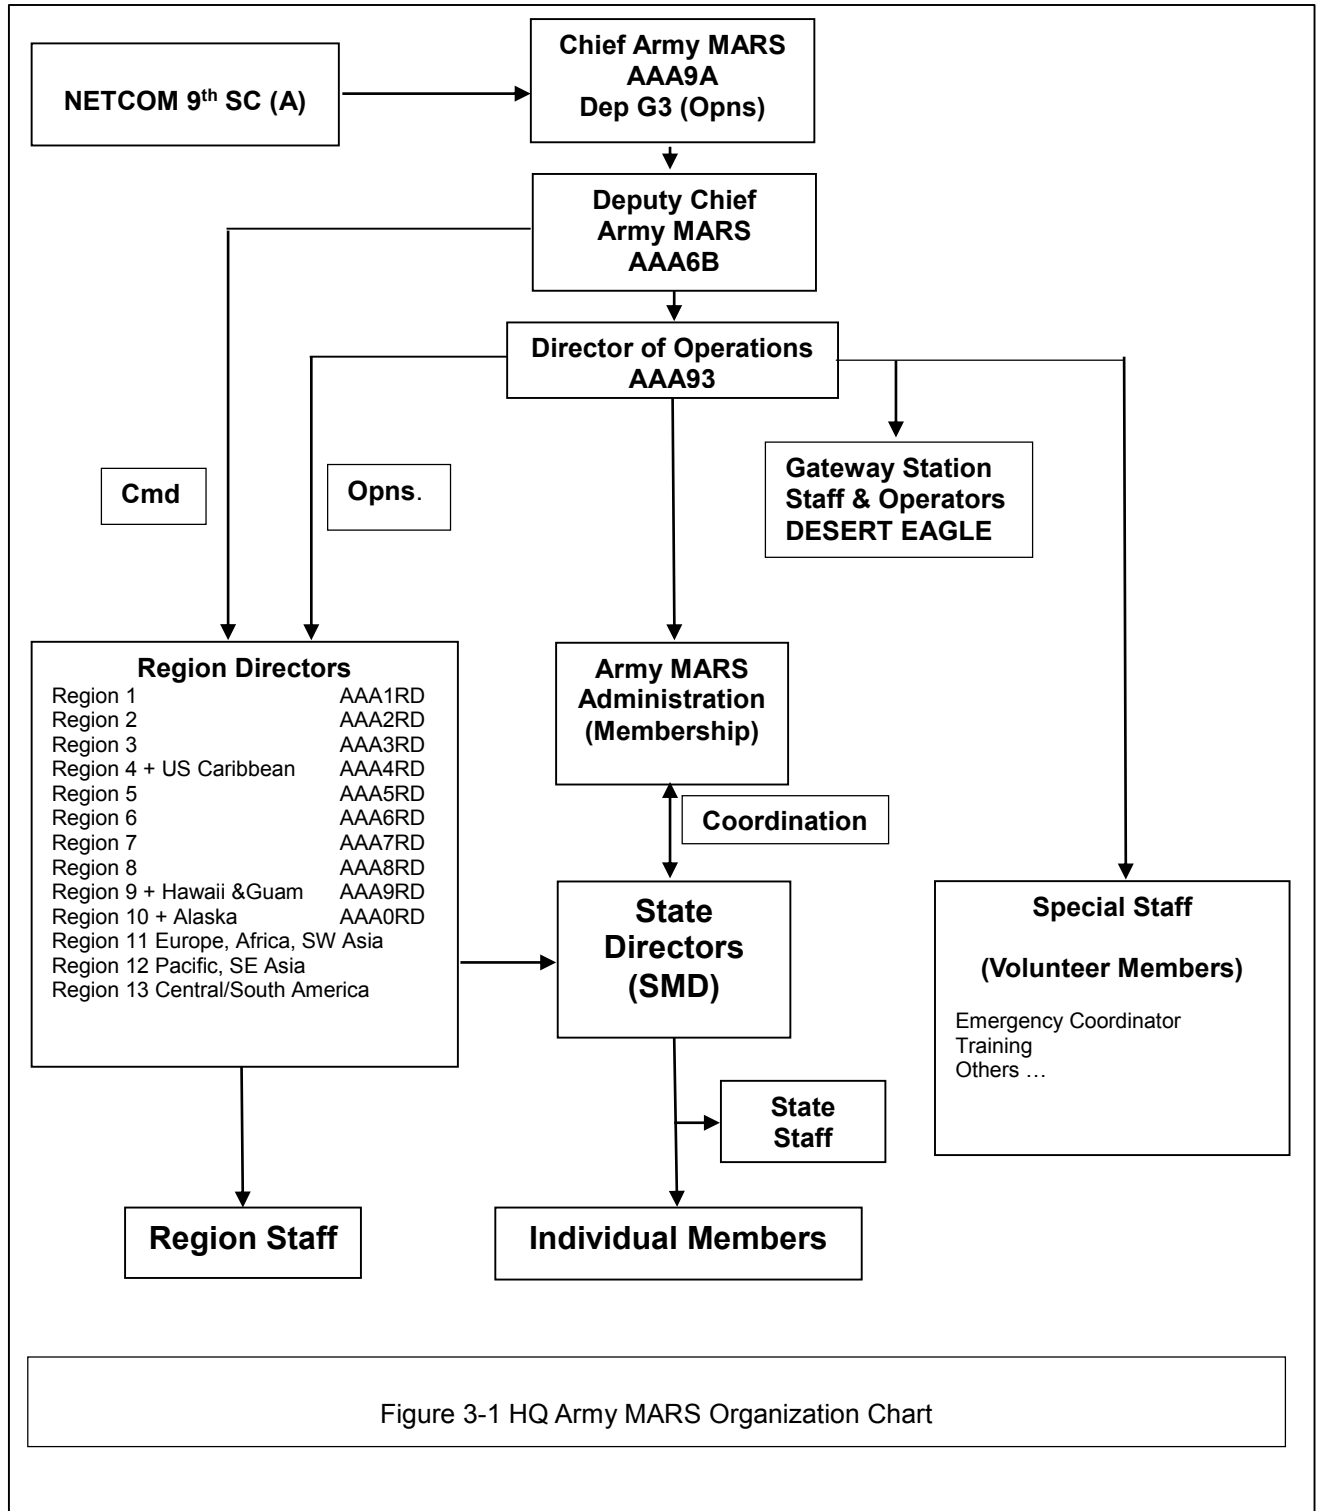 Chief Army MARS
AAA9A
Dep G3 (Opns)
NETCOM 9th SC (A)
Deputy Chief
Army MARS
AAA6B
Director of Operations
AAA93
Gateway Station
Staff & Operators
DESERT EAGLE
Cmd
Opns.
Region Directors
Region 1 AAA1RD
Region 2 AAA2RD
Region 3 AAA3RD
Region 4 + US Caribbean AAA4RD
Region 5 AAA5RD
Region 6 AAA6RD
Region 7 AAA7RD
Region 8 AAA8RD
Region 9 + Hawaii &Guam AAA9RD
Region 10 + Alaska AAA0RD
Region 11 Europe, Africa, SW Asia
Region 12 Pacific, SE Asia
Region 13 Central/South America
Army MARS
Administration
(Membership)
Coordination
State
Directors
(SMD)
Special Staff
(Volunteer Members)
Emergency Coordinator
Training
Others …
State
Staff
Region Staff
Individual Members
Figure 3-1 HQ Army MARS Organization Chart